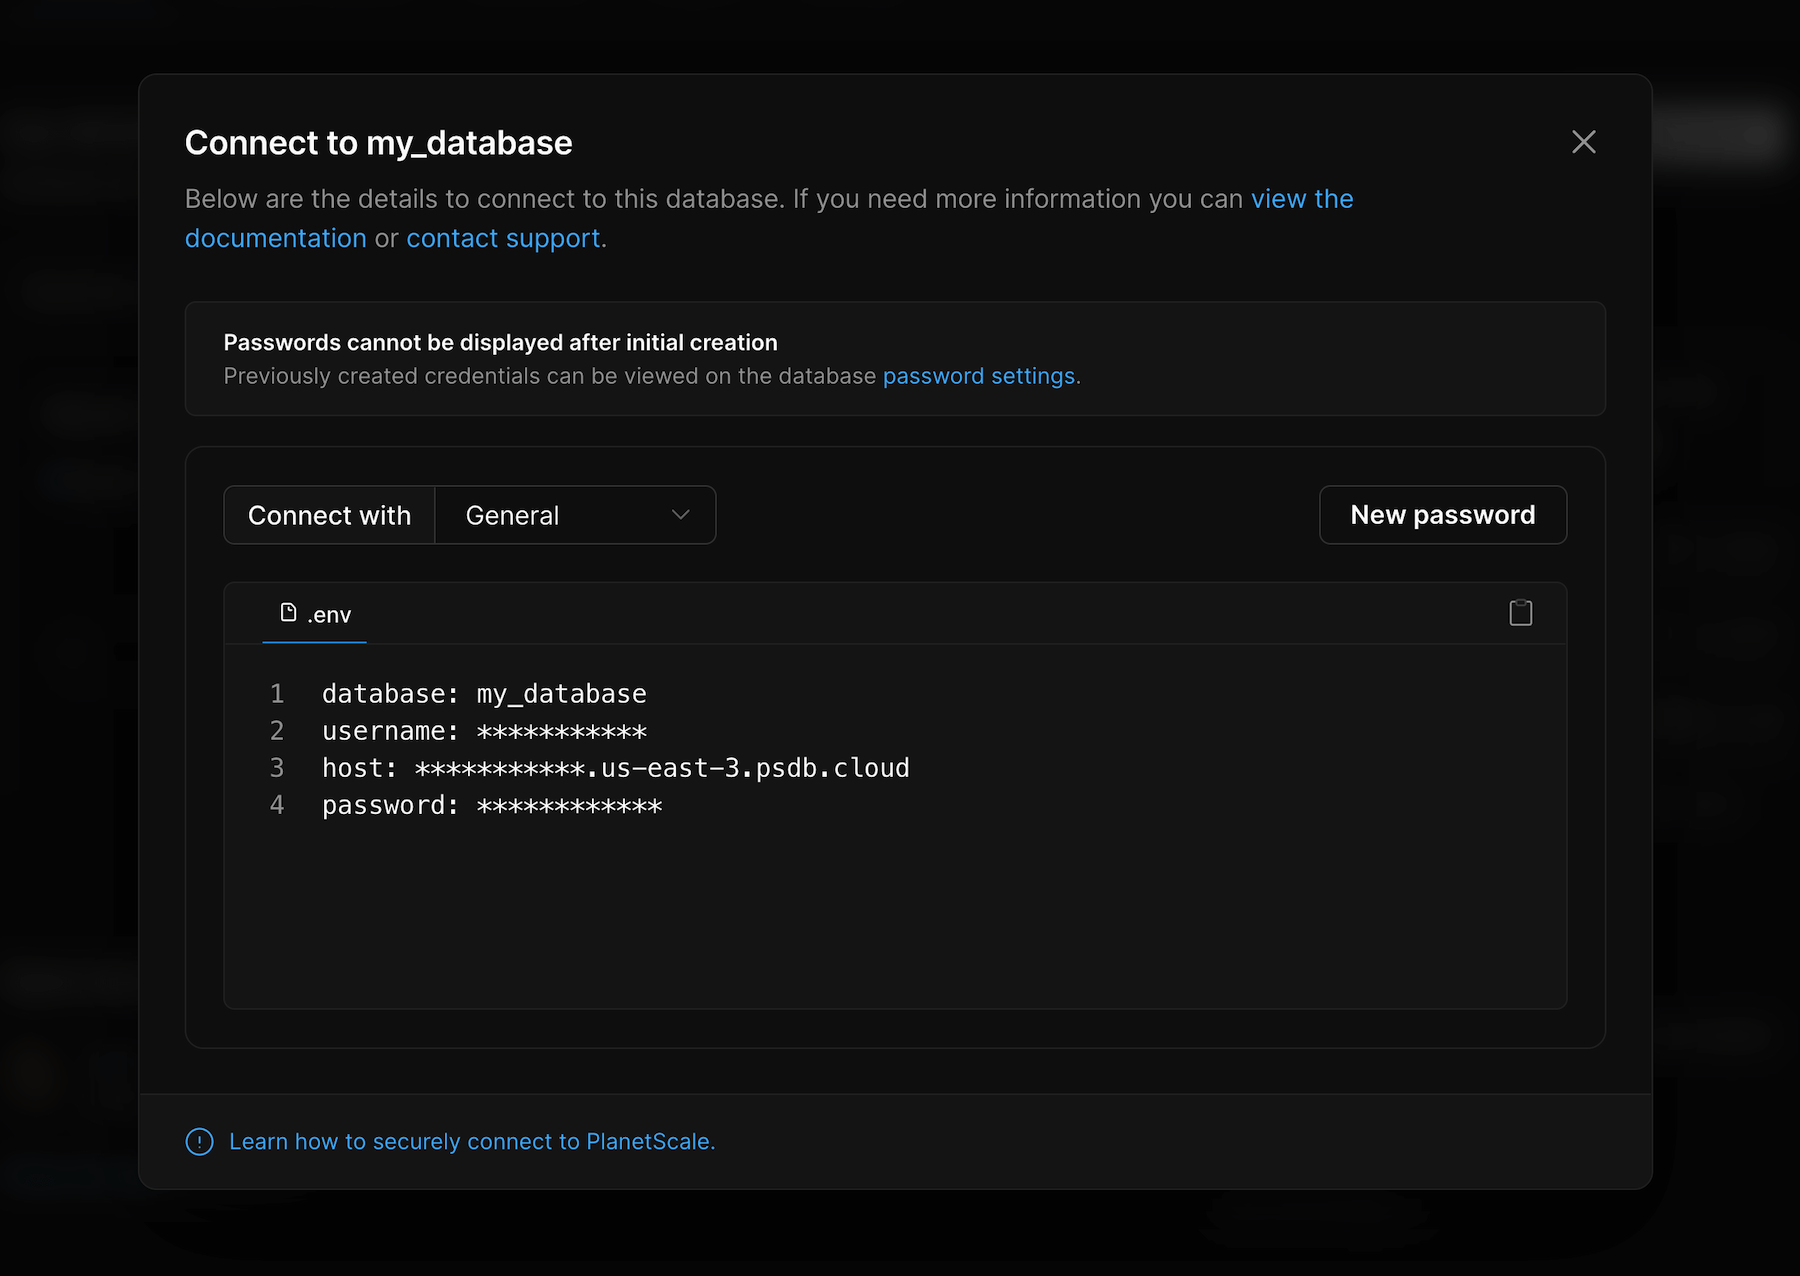 Connect to my_database
Below are the details to connect to this database. If you need more information you can view the
documentation or contact support.
Passwords cannot be displayed after initial creation
Previously created credentials can be viewed on the database password settings.
Connect with
General
New password
.env
1 database: my_database
2 username: ***********
3 host: ***********.us-east-3.psdb.cloud
4 password: ************
Learn how to securely connect to PlanetScale.